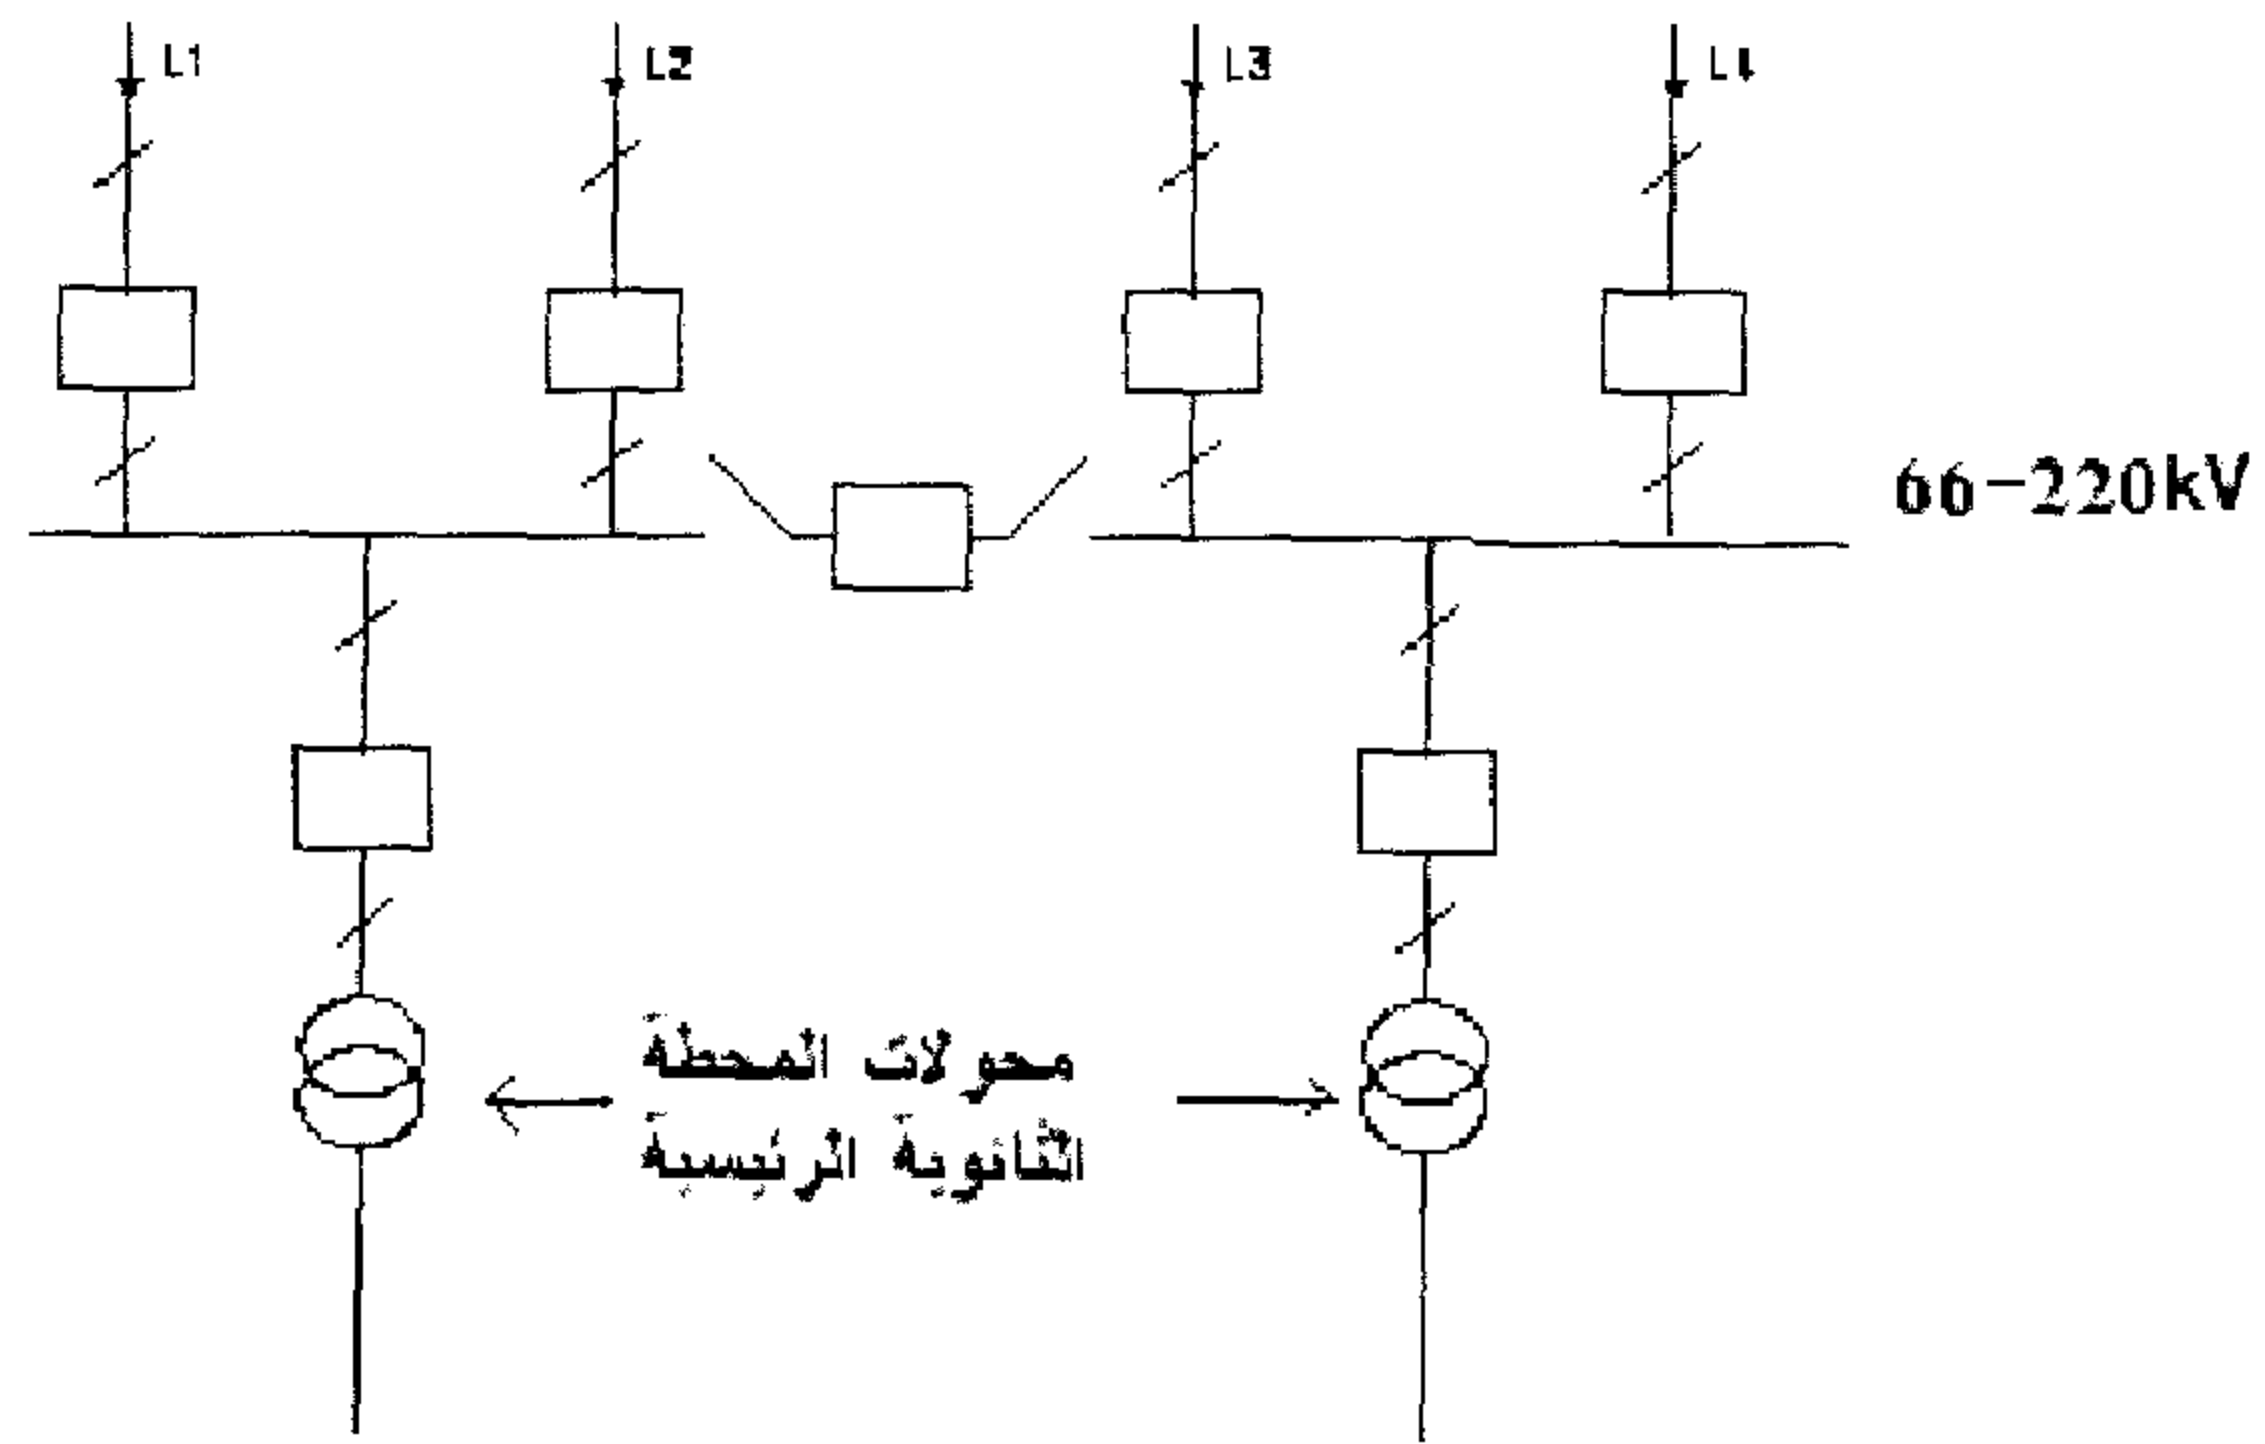 L1
L2
L3
L4
66-220kV
محولات المحطة
الثانوية الرئيسية